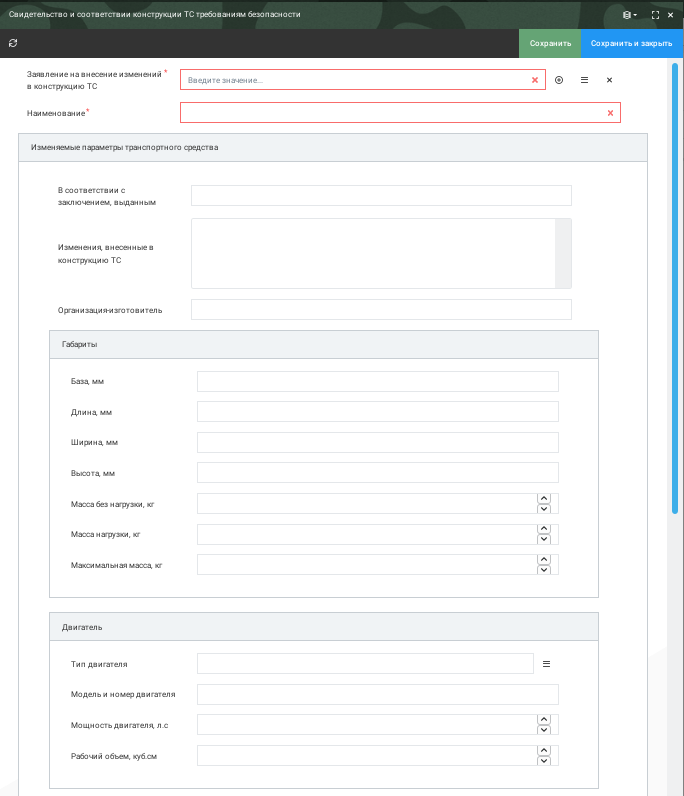 Свидетельство и соответствии конструкции ТС требованиям безопасности
Сохранить
Сохранить и закрыть
Заявление на внесение изменений *
в конструкцию ТС
Введите значение...
Наименование *
Изменяемые параметры транспортного средства
В соответствии с
заключением, выданным
Изменения, внесенные в
конструкцию ТС
Организация-изготовитель
Габариты
База, мм
Длина, мм
Ширина, мм
Высота, мм
Масса без нагрузки, кг
Масса нагрузки, кг
Максимальная масса, кг
Двигатель
Тип двигателя
Модель и номер двигателя
Мощность двигателя, л.с
Рабочий объем, куб.см